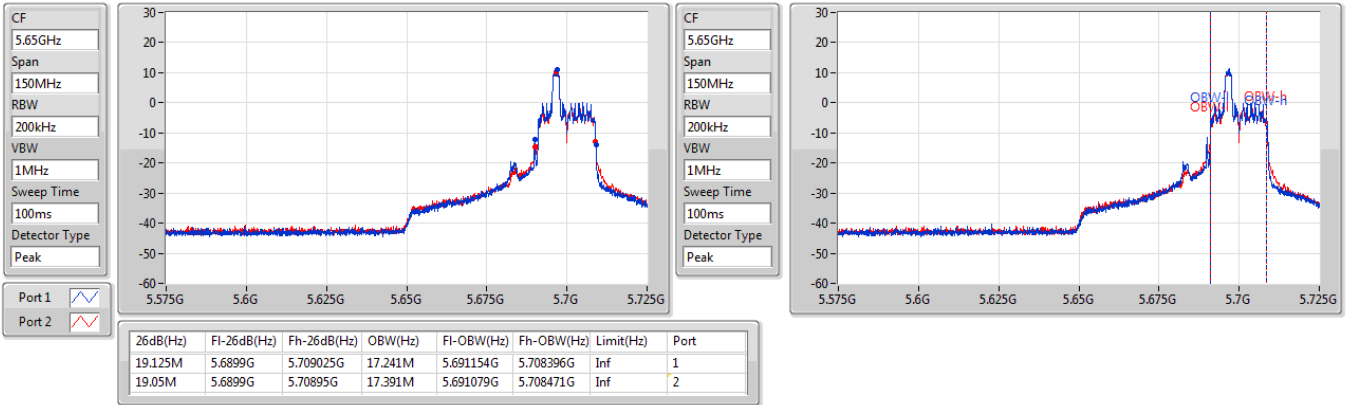 CF
5.65GHz
Span
150MHz
RBW
200kHz
VBW
1MHz
Sweep Time
100ms
Detector Type
Peak
Port 1
Port 2
30
20
10
0
-10
-20
-30
-40
-50
-60
5.575G 5.6G 5.625G 5.65G 5.675G 5.7G 5.725G
CF
5.65GHz
Span
150MHz
RBW
200kHz
VBW
1MHz
Sweep Time
100ms
Detector Type
Peak
30
20
10
0
-10
-20
-30
-40
-50
-60
OBW-h
OBW-h
5.575G 5.6G 5.625G 5.65G 5.675G 5.7G 5.725G
26dB(Hz) Fl-26dB(Hz) Fh-26dB(Hz) OBW(Hz) Fl-OBW(Hz) Fh-OBW(Hz) Limit(Hz) Port
19.125M 5.6899G 5.709025G 17.241M 5.691154G 5.708396G Inf 1
19.05M 5.6899G 5.70895G 17.391M 5.691079G 5.708471G Inf 2